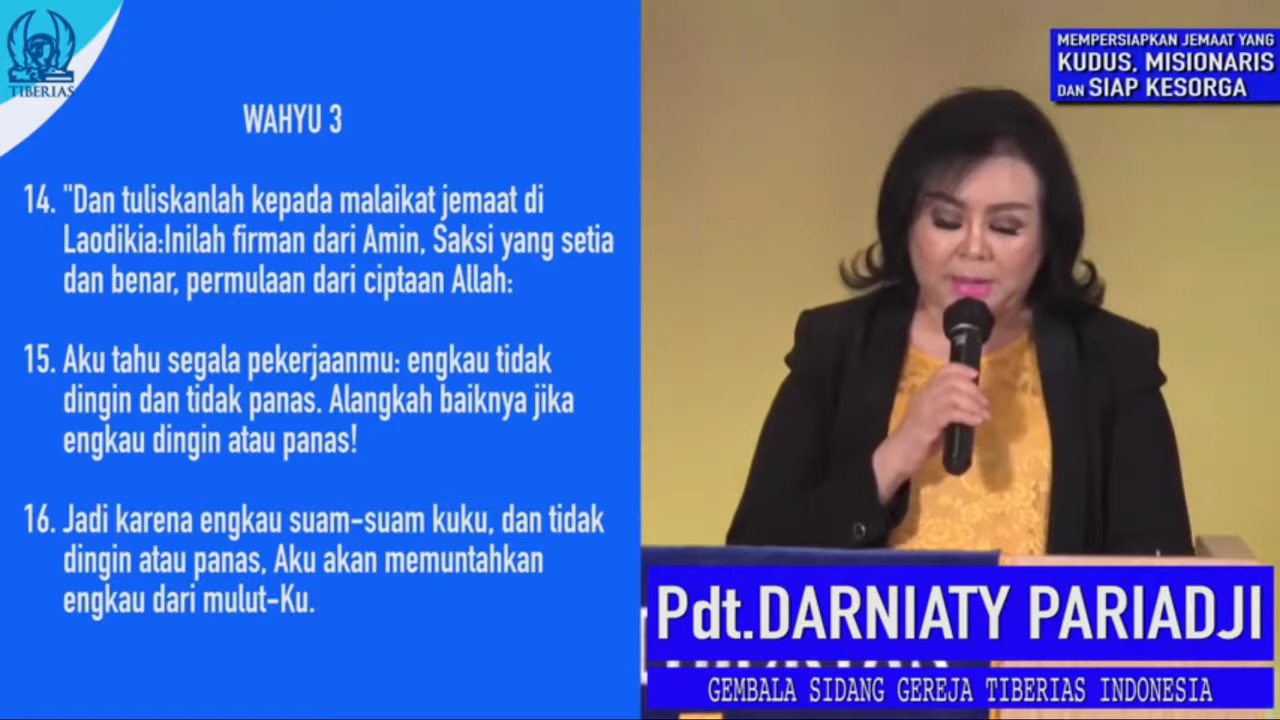 TIBERIAS
WAHYU 3
14. "Dan tuliskanlah kepada malaikat jemaat di
Laodikia:Inilah firman dari Amin, Saksi yang setia
dan benar, permulaan dari ciptaan Allah:
15. Aku tahu segala pekerjaanmu: engkau tidak
dingin dan tidak panas. Alangkah baiknya jika
engkau dingin atau panas!
16. Jadi karena engkau suam-suam kuku, dan tidak
dingin atau panas, Aku akan memuntahkan
engkau dari mulut-Ku.
MEMPERSIAPKAN JEMAAT YANG
KUDUS, MISIONARIS
DAN SIAP KESORGA
Pdt.DARNIATY PARIADJI
GEMBALA SIDANG GEREJA TIBERIAS INDONESIA